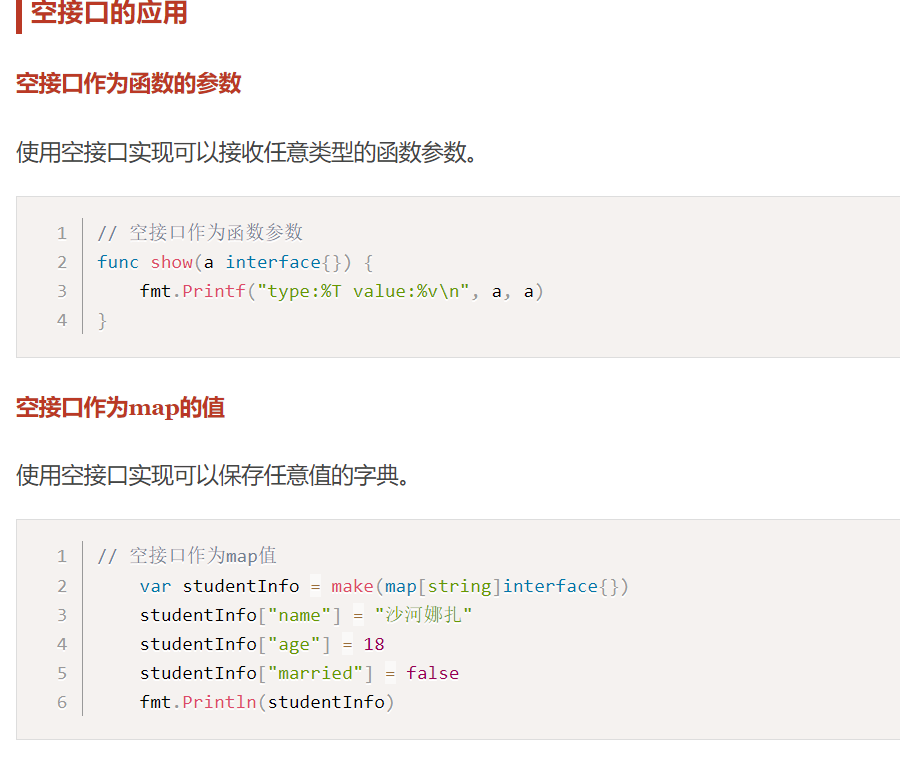 空接口的应用
空接口作为函数的参数
使用空接口实现可以接收任意类型的函数参数。
1 // 空接口作为函数参数
2 func show(a interface{}) {
3     fmt.Printf("type:%T value:%v\n", a, a)
4 }
空接口作为map的值
使用空接口实现可以保存任意值的字典。
1 // 空接口作为map值
2     var studentInfo = make(map[string]interface{})
3     studentInfo["name"] = "沙河娜扎"
4     studentInfo["age"] = 18
5     studentInfo["married"] = false
6     fmt.Println(studentInfo)